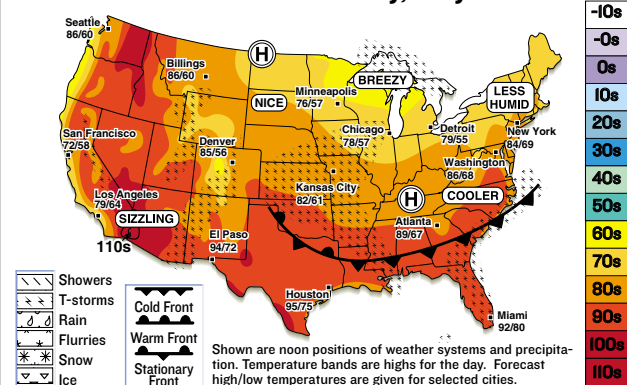 Seattle
86/60
Billings
86/60
H
Minneapolis
76/57
BREEZY
LESS
HUMID
NICE
San Francisco
72/58
Denver
85/56
Chicago
78/57
Detroit
79/55
New York
84/69
Washington
86/68
Kansas City
82/61
H
COOLER
Los Angeles
79/64
SIZZLING
110s
Atlanta
89/67
El Paso
94/72
Houston
95/75
Miami
92/80
Showers
T-storms
Rain
Flurries
Snow
Ice
Cold Front
Warm Front
Stationary
Front
Shown are noon positions of weather systems and precipita-
tion. Temperature bands are highs for the day. Forecast
high/low temperatures are given for selected cities.
-10s
-0s
0s
10s
20s
30s
40s
50s
60s
70s
80s
90s
100s
110s